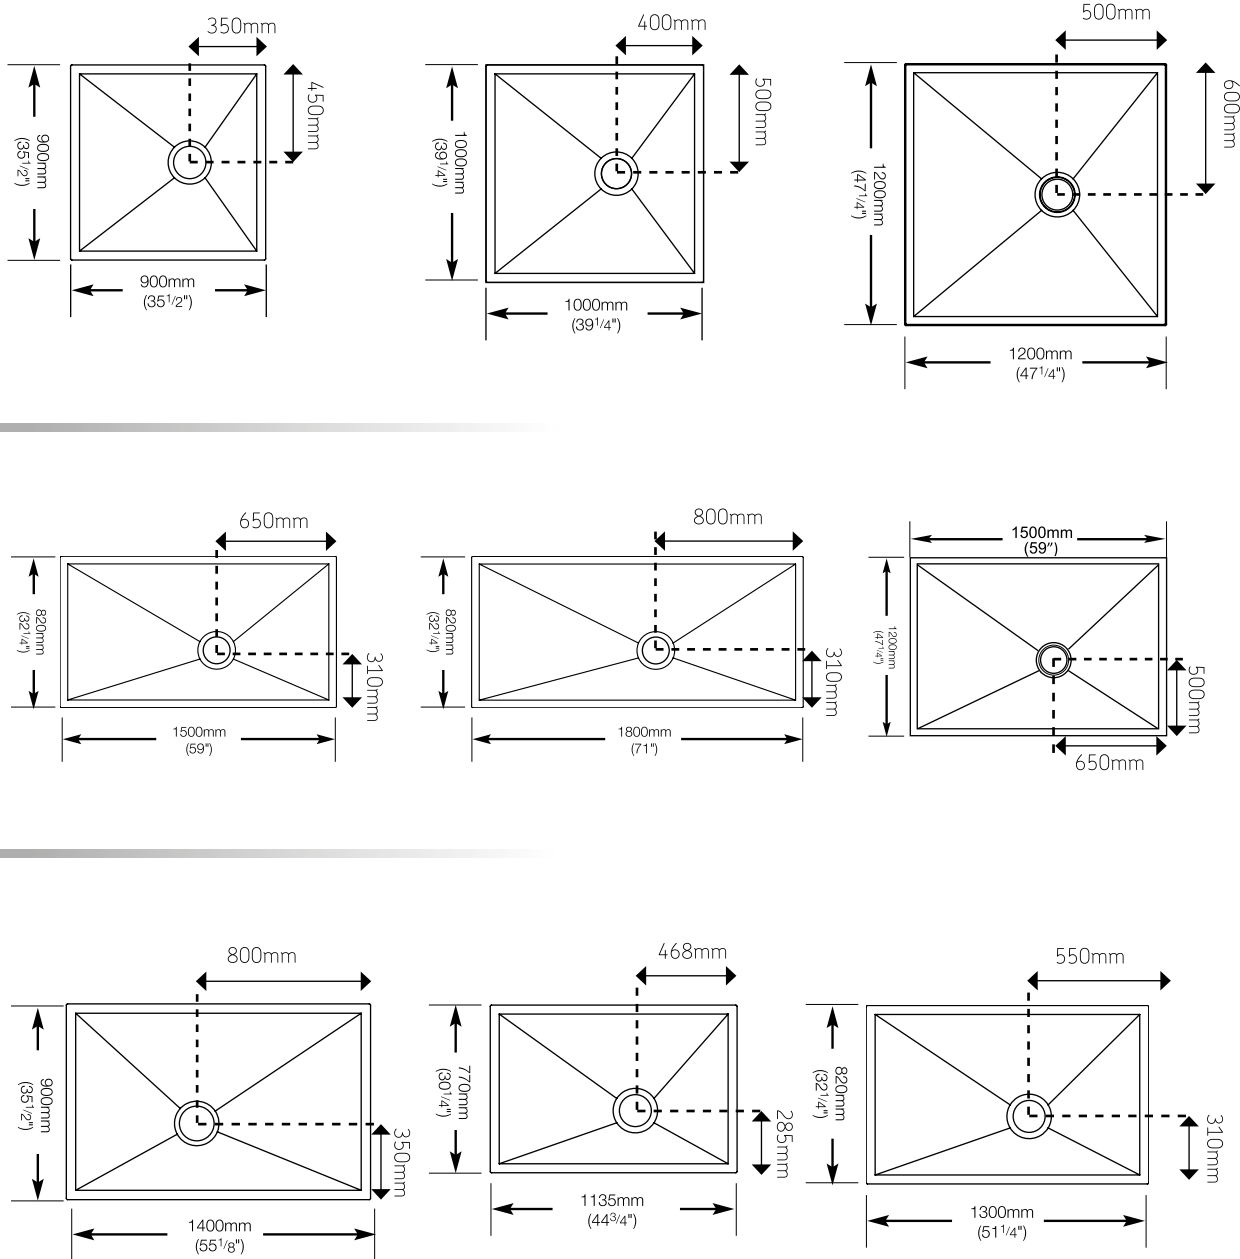 350mm
450mm
900mm
(35 1/2")
900mm
(35 1/2")
400mm
500mm
1000mm
(39 1/4")
1000mm
(39 1/4")
500mm
600mm
1200mm
(47 1/4")
1200mm
(47 1/4")
650mm
820mm
(32 1/4")
310mm
1500mm
(59")
800mm
820mm
(32 1/4")
310mm
1800mm
(71")
1500mm
(59″)
1200mm
(47 1/4")
500mm
650mm
800mm
900mm
(35 1/2")
350mm
1400mm
(55 1/8")
468mm
770mm
(30 1/4")
285mm
1135mm
(44 3/4")
550mm
820mm
(32 1/4")
310mm
1300mm
(51 1/4")